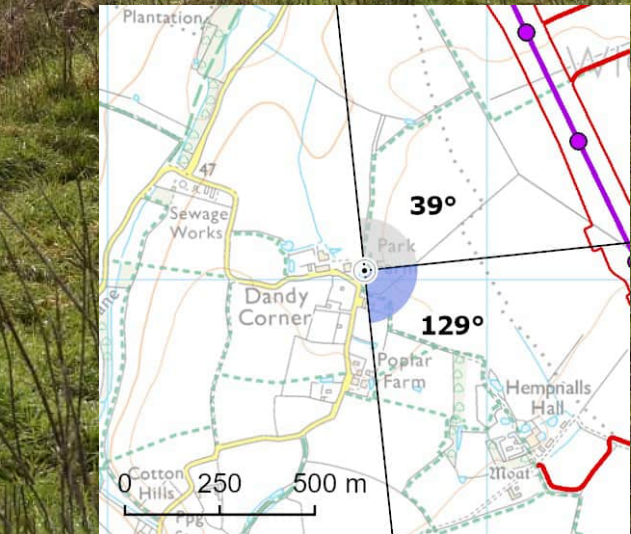 Plantation
47
Sewage
Works
39°
Park
Dandy
Corner
129°
Poplar
Farm
Hempnalls
Hall
Moat
Cotton
Hills
0 250 500 m
Ppg